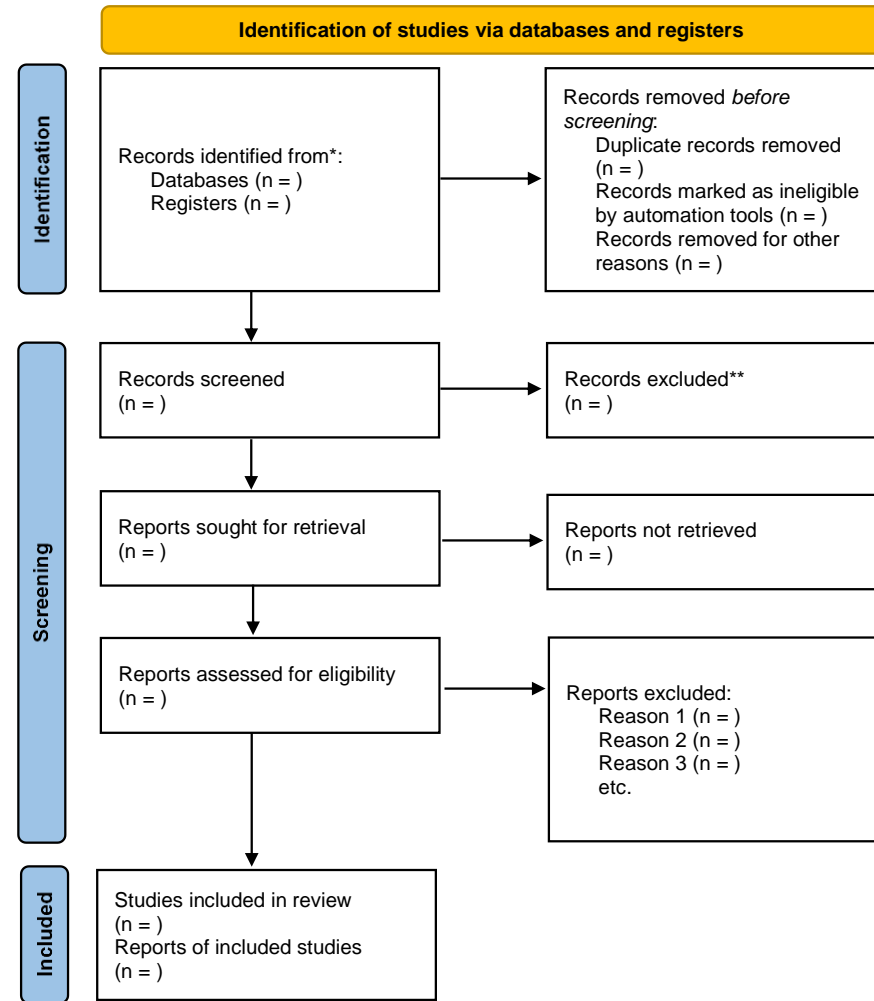 Identification of studies via databases and registers
Identification
Records identified from*:
Databases (n = )
Registers (n = )
Records removed before
screening:
Duplicate records removed
(n = )
Records marked as ineligible
by automation tools (n = )
Records removed for other
reasons (n = )
Screening
Records screened
(n = )
Records excluded**
(n = )
Reports sought for retrieval
(n = )
Reports not retrieved
(n = )
Reports assessed for eligibility
(n = )
Reports excluded:
Reason 1 (n = )
Reason 2 (n = )
Reason 3 (n = )
etc.
Included
Studies included in review
(n = )
Reports of included studies
(n = )